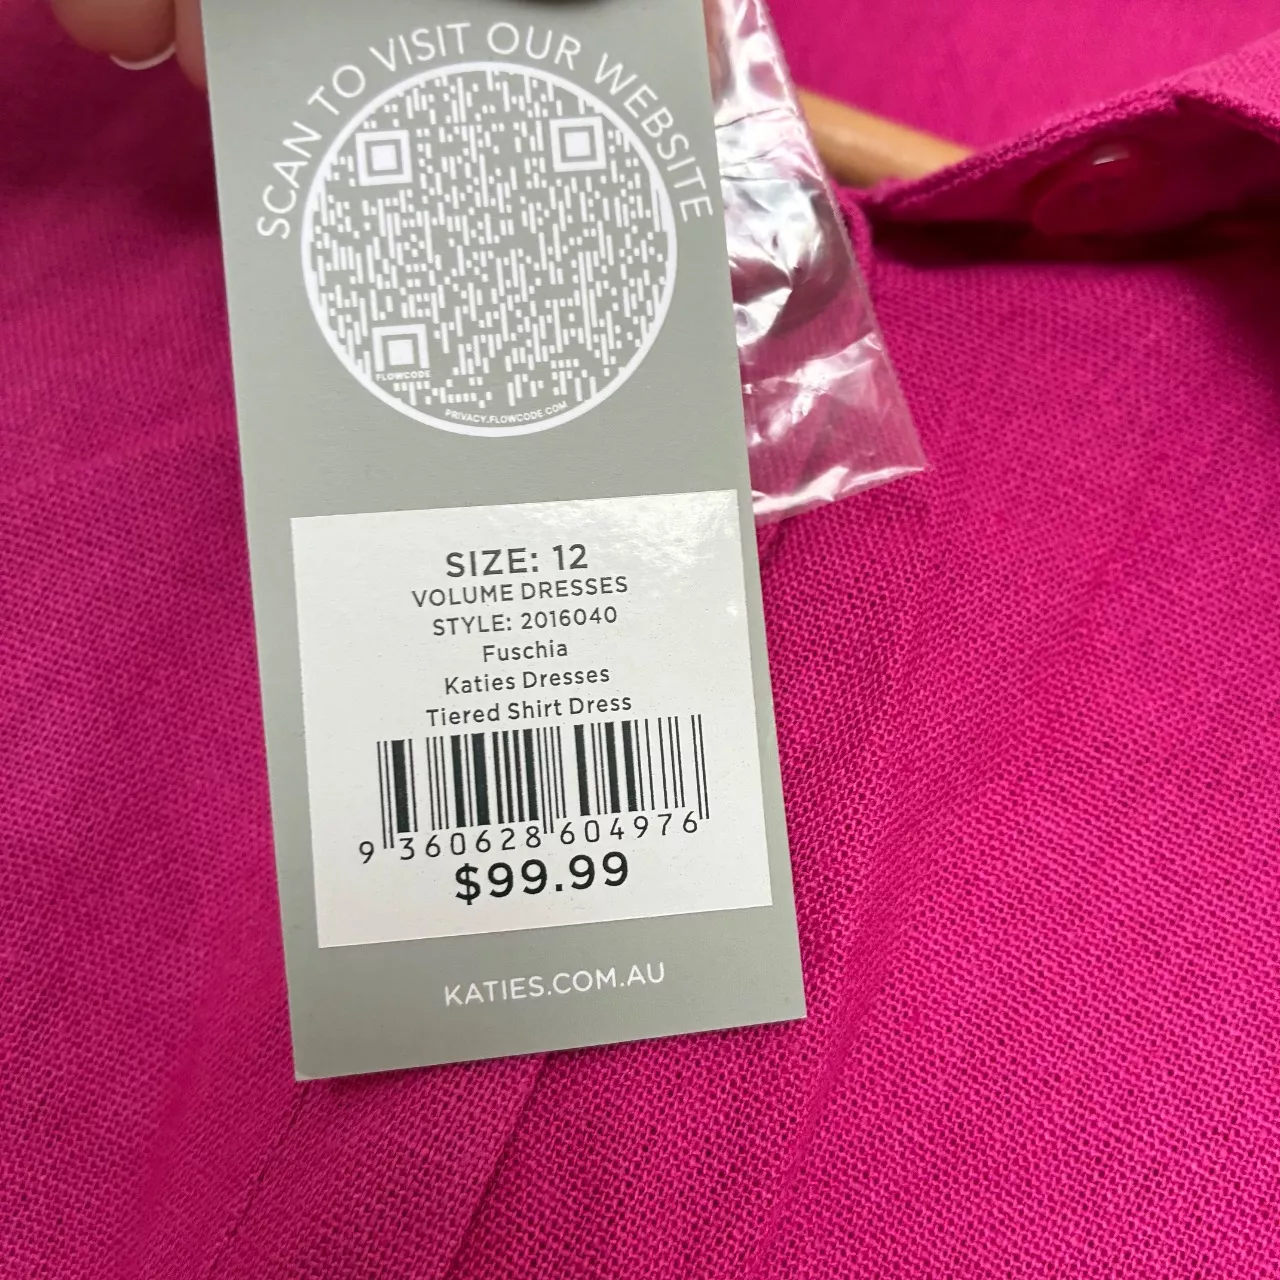 SCAN TO VISIT OUR WEBSITE
FLOWCODE
PRIVACY.FLOWCODE.COM
SIZE: 12
VOLUME DRESSES
STYLE: 2016040
Fuschia
Katies Dresses
Tiered Shirt Dress
9 360628 604976
$99.99
KATIES.COM.AU